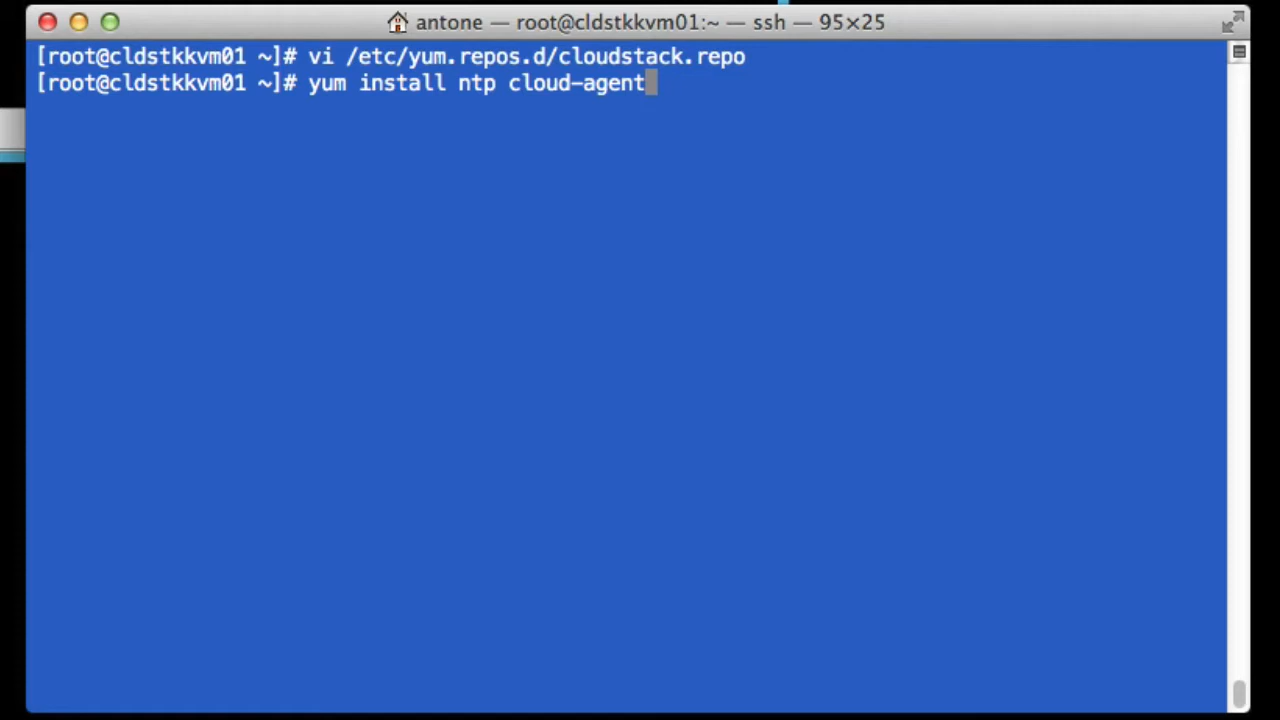 antone — root@cldstkkvm01:~ — ssh — 95×25
[root@cldstkkvm01 ~]# vi /etc/yum.repos.d/cloudstack.repo
[root@cldstkkvm01 ~]# yum install ntp cloud-agent